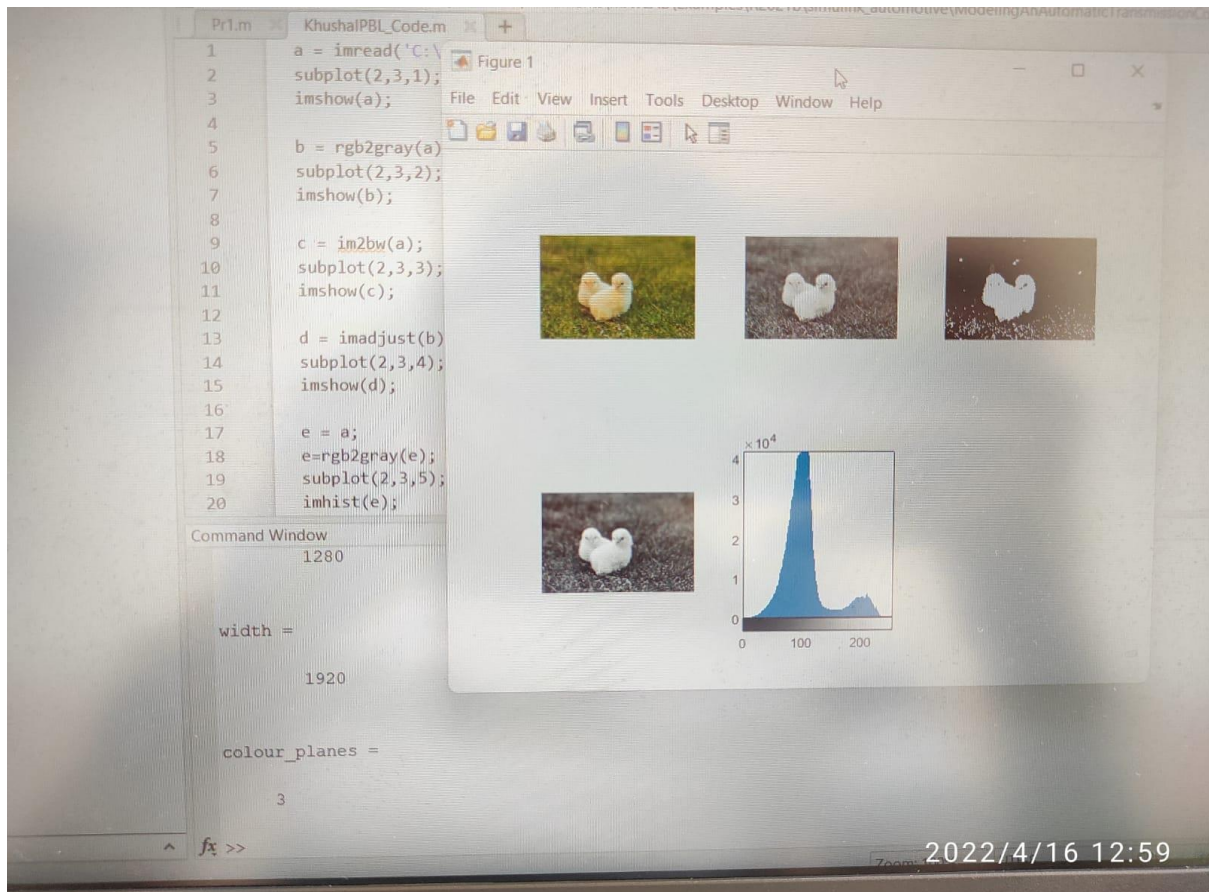 Pr1.m KhushalPBL_Code.m
1 a = imread('C:\
2 subplot(2,3,1);
3 imshow(a);
4
5 b = rgb2gray(a)
6 subplot(2,3,2);
7 imshow(b);
8
9 c = im2bw(a);
10 subplot(2,3,3);
11 imshow(c);
12
13 d = imadjust(b)
14 subplot(2,3,4);
15 imshow(d);
16
17 e = a;
18 e=rgb2gray(e);
19 subplot(2,3,5);
20 imhist(e);
Figure 1
File Edit View Insert Tools Desktop Window Help
× 10⁴
4
3
2
1
0
0 100 200
Command Window
1280
width =
1920
colour_planes =
3
fx >>
Zoom:
2022/4/16 12:59